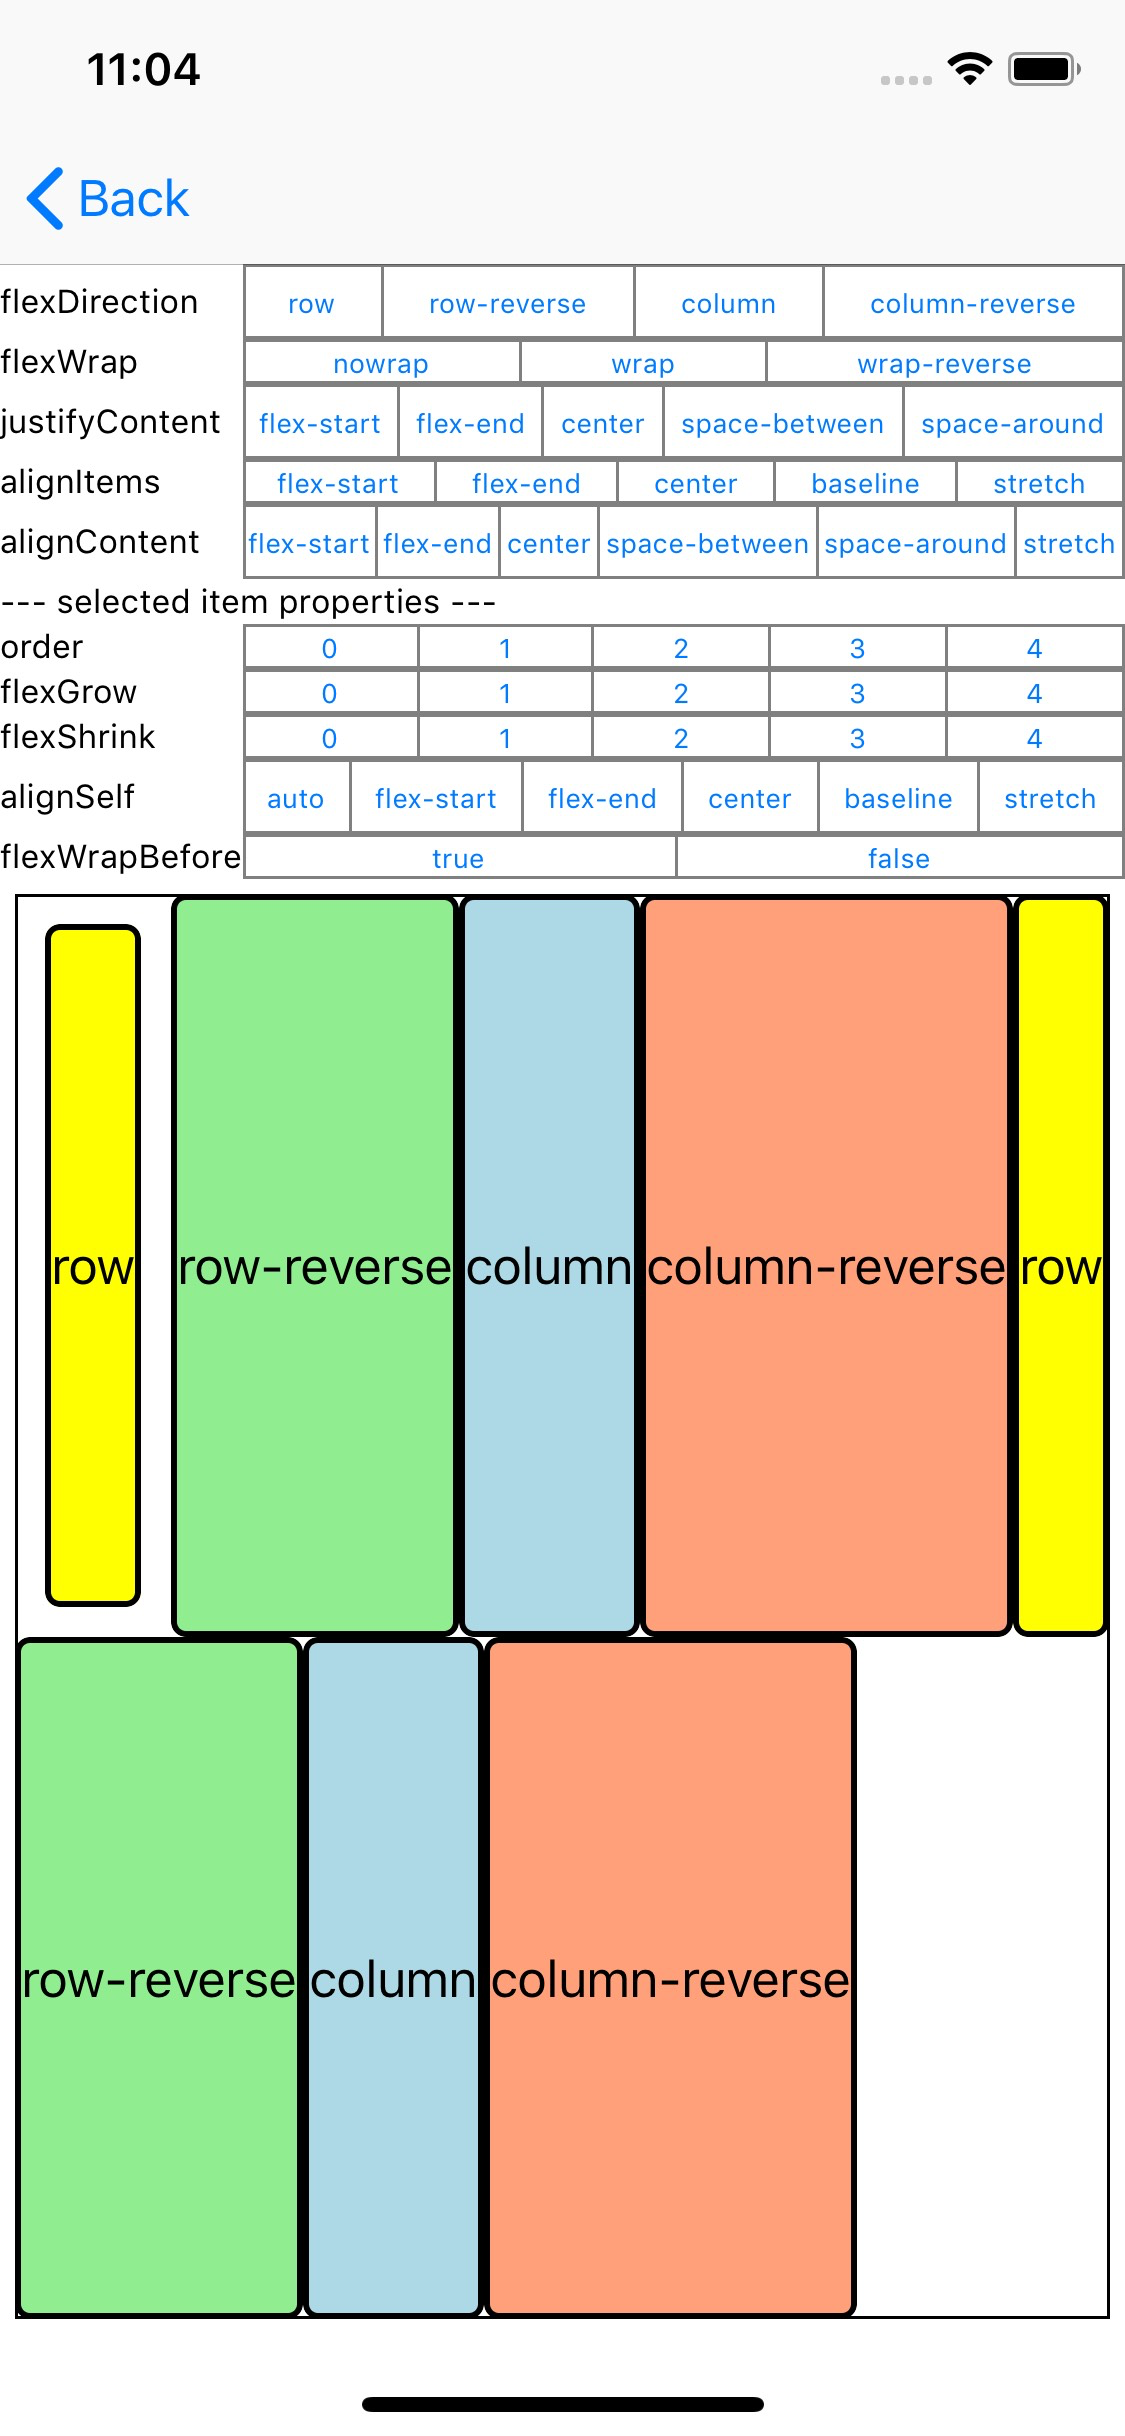 11:04
Back
flexDirection row row-reverse column column-reverse
flexWrap nowrap wrap wrap-reverse
justifyContent flex-start flex-end center space-between space-around
alignItems flex-start flex-end center baseline stretch
alignContent flex-start flex-end center space-between space-around stretch
--- selected item properties ---
order 0 1 2 3 4
flexGrow 0 1 2 3 4
flexShrink 0 1 2 3 4
alignSelf auto flex-start flex-end center baseline stretch
flexWrapBefore true false
row row-reverse column column-reverse row
row-reverse column column-reverse